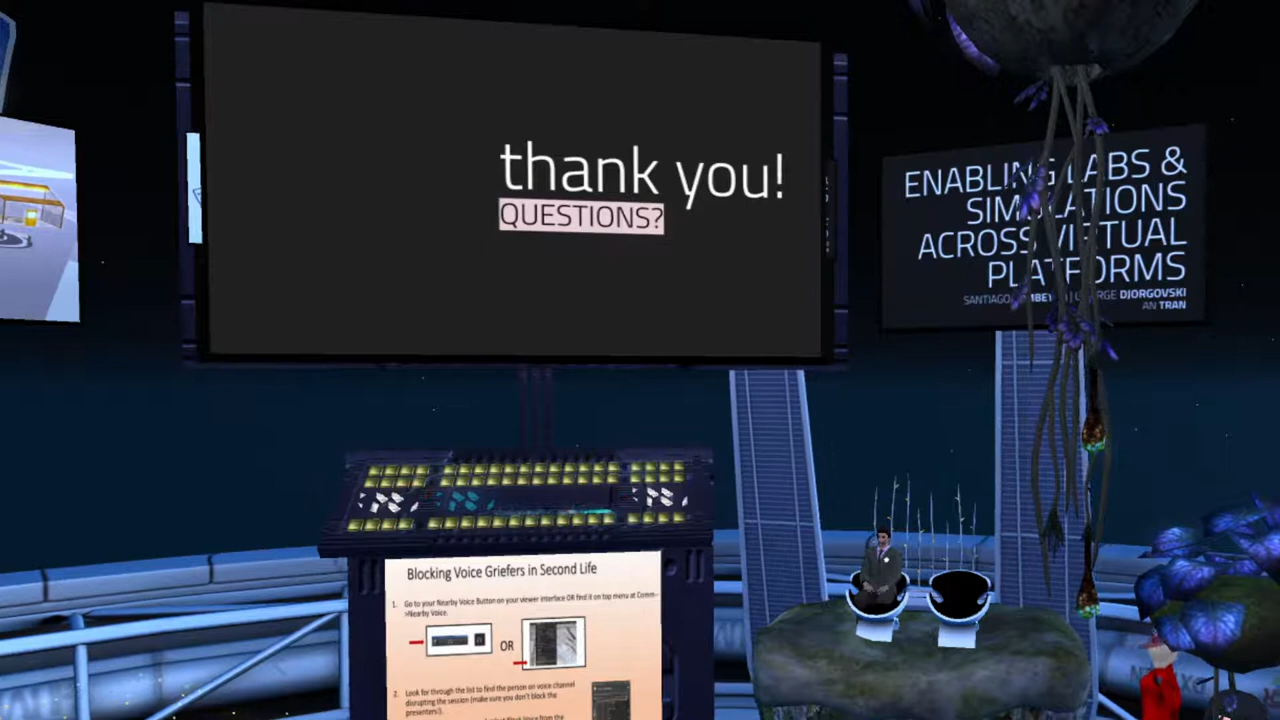 thank you!
QUESTIONS?
ENABLING LABS &
SIMULATIONS
ACROSS VIRTUAL
PLATFORMS
SANTIAGO GEORGE DJORGOVSKI
AN TRAN
Blocking Voice Griefers in Second Life
1. Go to your Nearby Voice Button on your viewer interface OR find it on top menu at Comm--
>Nearby Voice.
OR
2. Look for through the list to find the person on voice channel
disrupting the session (make sure you don't block the
presenters!).